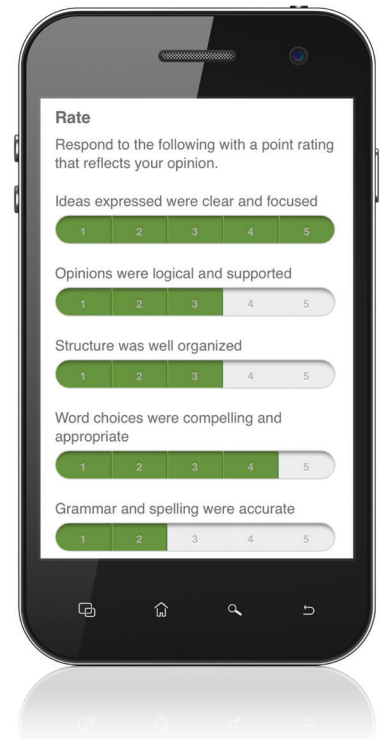 Rate
Respond to the following with a point rating
that reflects your opinion.
Ideas expressed were clear and focused
1 2 3 4 5
Opinions were logical and supported
1 2 3 4 5
Structure was well organized
1 2 3 4 5
Word choices were compelling and
appropriate
1 2 3 4 5
Grammar and spelling were accurate
1 2 3 4 5